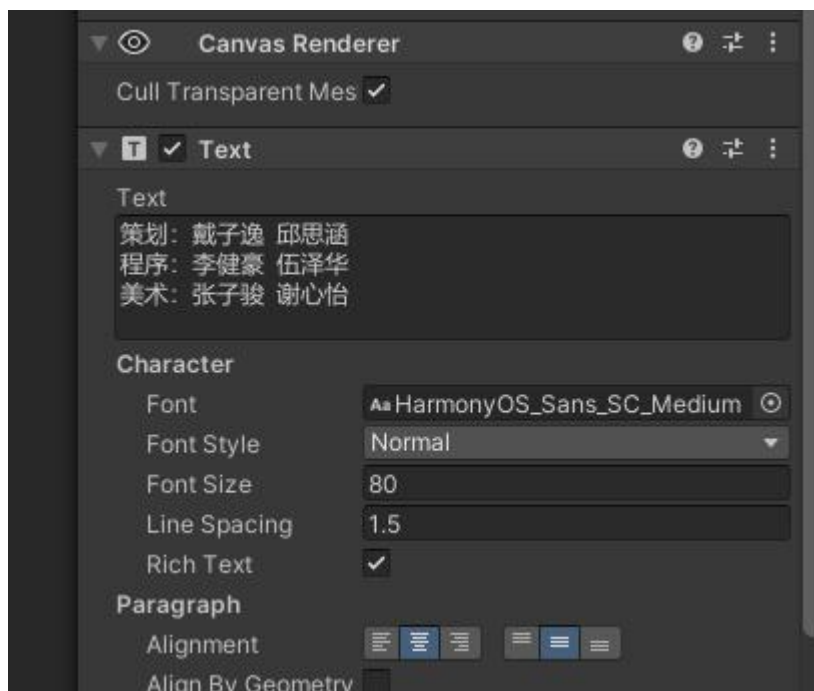 Canvas Renderer
Cull Transparent Mes
Text
Text
策划：戴子逸 邱思涵
程序：李健豪 伍泽华
美术：张子骏 谢心怡
Character
Font Aa HarmonyOS_Sans_SC_Medium
Font Style Normal
Font Size 80
Line Spacing 1.5
Rich Text
Paragraph
Alignment
Align By Geometry